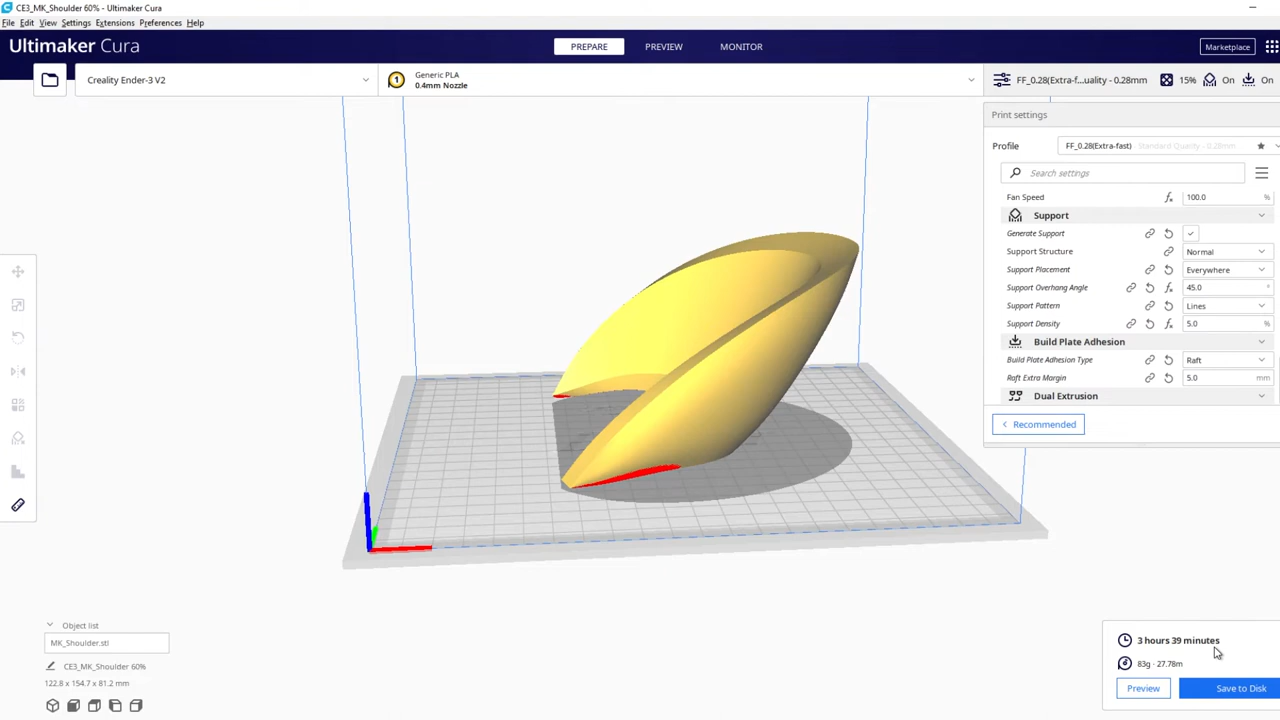 CE3_MK_Shoulder 60% - Ultimaker Cura
File Edit View Settings Extensions Preferences Help
Ultimaker Cura
PREPARE PREVIEW MONITOR
Marketplace
Creality Ender-3 V2
1
Generic PLA
0.4mm Nozzle
FF_0.28(Extra-f...uality - 0.28mm 15% On On
Print settings
Profile FF_0.28(Extra-fast) Standard Quality - 0.28mm
Search settings
Fan Speed 100.0 %
Support
Generate Support
Support Structure Normal
Support Placement Everywhere
Support Overhang Angle 45.0 °
Support Pattern Lines
Support Density 5.0 %
Build Plate Adhesion
Build Plate Adhesion Type Raft
Raft Extra Margin 5.0 mm
Dual Extrusion
Recommended
Object list
MK_Shoulder.stl
CE3_MK_Shoulder 60%
122.8 x 154.7 x 81.2 mm
3 hours 39 minutes
83g · 27.78m
Preview Save to Disk